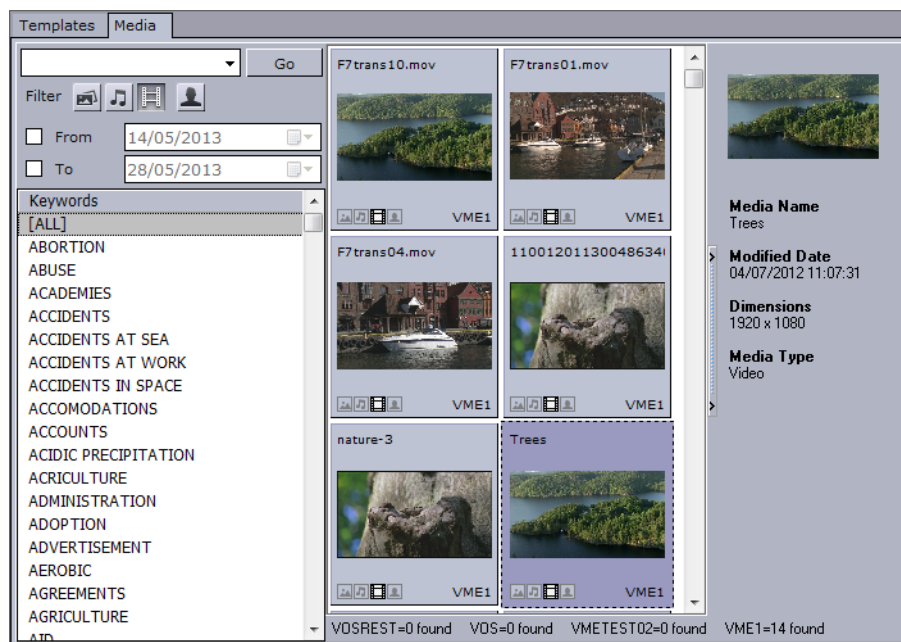 Templates Media
Go
Filter
From 14/05/2013
To 28/05/2013
Keywords
[ALL]
ABORTION
ABUSE
ACADEMIES
ACCIDENTS
ACCIDENTS AT SEA
ACCIDENTS AT WORK
ACCIDENTS IN SPACE
ACCOMODATIONS
ACCOUNTS
ACIDIC PRECIPITATION
ACRICULTURE
ADMINISTRATION
ADOPTION
ADVERTISEMENT
AEROBIC
AGREEMENTS
AGRICULTURE
AID
F7trans10.mov
VME1
F7trans01.mov
VME1
F7trans04.mov
VME1
VME1
nature-3
VME1
Trees
VME1
Media Name
Trees
Modified Date
04/07/2012 11:07:31
Dimensions
1920 x 1080
Media Type
Video
VOSREST=0 found VOS=0 found VMETEST02=0 found VME1=14 found